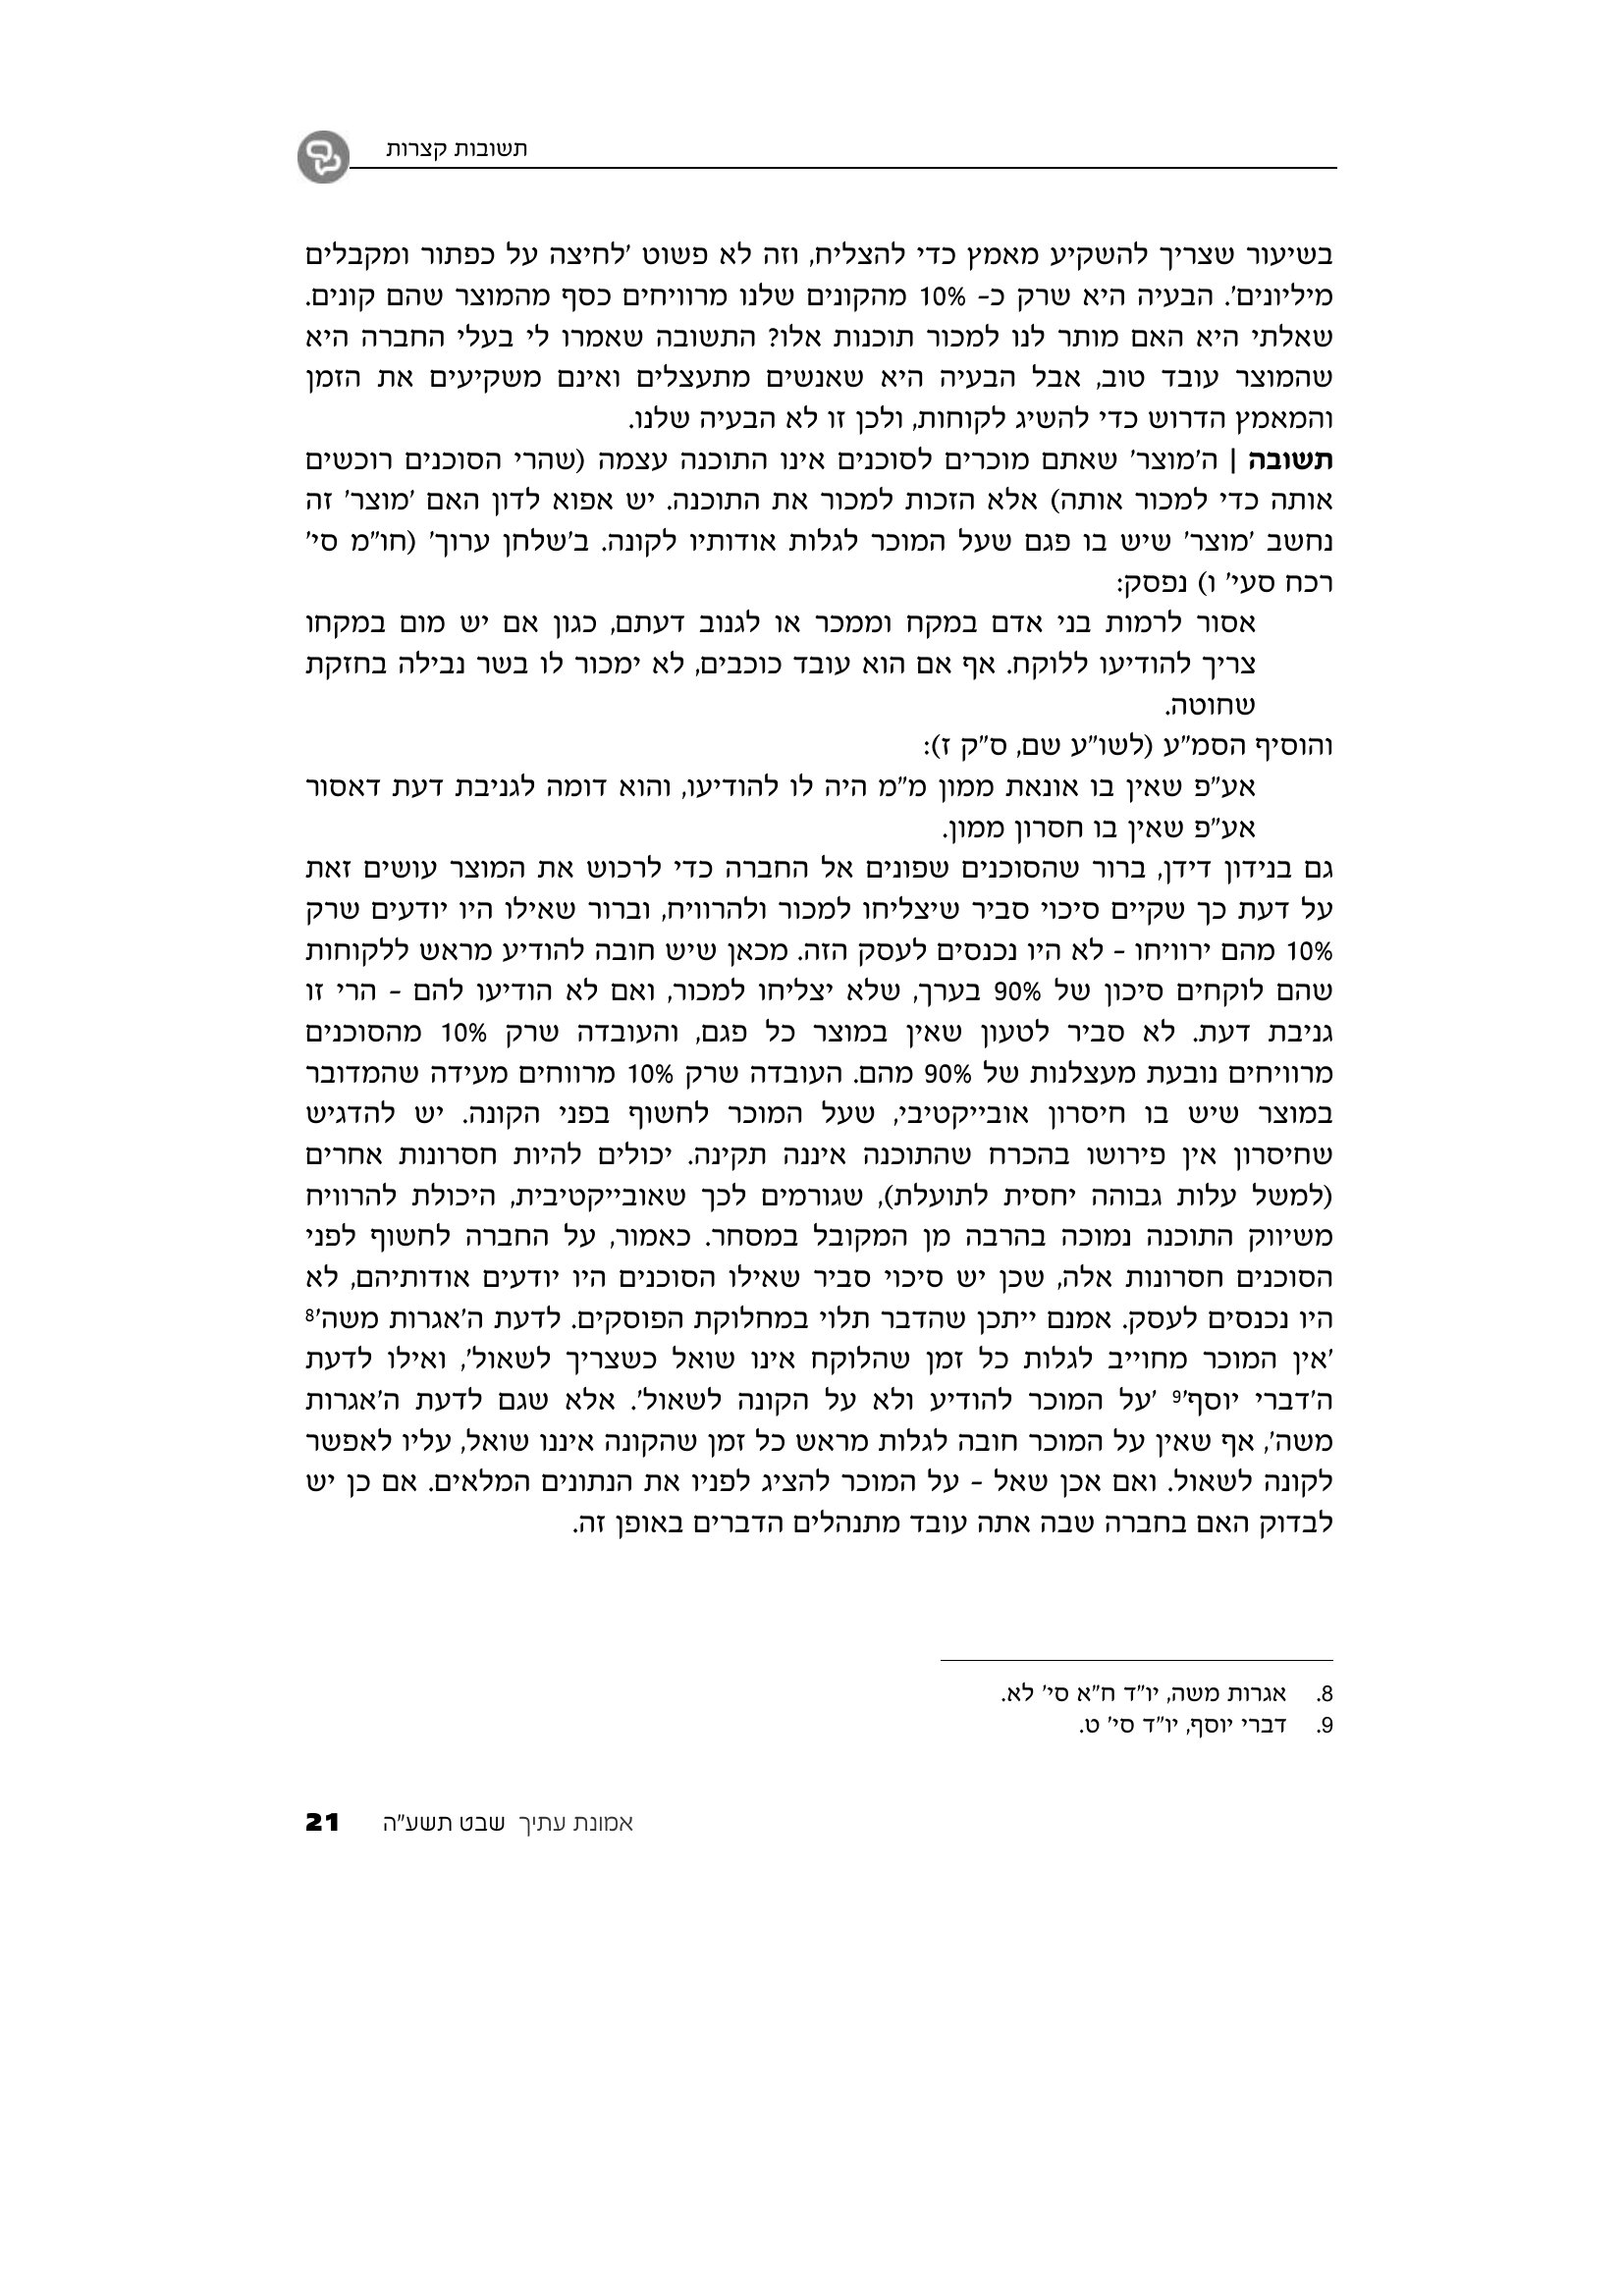 תשובות קצרות
בשיעור שצריך להשקיע מאמץ כדי להצליח, וזה לא פשוט 'לחיצה על כפתור ומקבלים
מיליונים'. הבעיה היא שרק כ- 10% מהקונים שלנו מרוויחים כסף מהמוצר שהם קונים.
שאלתי היא האם מותר לנו למכור תוכנות אלו? התשובה שאמרו לי בעלי החברה היא
שהמוצר עובד טוב, אבל הבעיה היא שאנשים מתעצלים ואינם משקיעים את הזמן
והמאמץ הדרוש כדי להשיג לקוחות, ולכן זו לא הבעיה שלנו.
תשובה | ה'מוצר' שאתם מוכרים לסוכנים אינו התוכנה עצמה (שהרי הסוכנים רוכשים
אותה כדי למכור אותה) אלא הזכות למכור את התוכנה. יש אפוא לדון האם 'מוצר' זה
נחשב 'מוצר' שיש בו פגם שעל המוכר לגלות אודותיו לקונה. ב'שלחן ערוך' (חו"מ סי'
רכח סעי' ו) נפסק:
אסור לרמות בני אדם במקח וממכר או לגנוב דעתם, כגון אם יש מום במקחו
צריך להודיעו ללוקח. אף אם הוא עובד כוכבים, לא ימכור לו בשר נבילה בחזקת
שחוטה.
והוסיף הסמ"ע (לשו"ע שם, ס"ק ז):
אע"פ שאין בו אונאת ממון מ"מ היה לו להודיעו, והוא דומה לגניבת דעת דאסור
אע"פ שאין בו חסרון ממון.
גם בנידון דידן, ברור שהסוכנים שפונים אל החברה כדי לרכוש את המוצר עושים זאת
על דעת כך שקיים סיכוי סביר שיצליחו למכור ולהרוויח, וברור שאילו היו יודעים שרק
10% מהם ירוויחו – לא היו נכנסים לעסק הזה. מכאן שיש חובה להודיע מראש ללקוחות
שהם לוקחים סיכון של 90% בערך, שלא יצליחו למכור, ואם לא הודיעו להם – הרי זו
גניבת דעת. לא סביר לטעון שאין במוצר כל פגם, והעובדה שרק 10% מהסוכנים
מרוויחים נובעת מעצלנות של 90% מהם. העובדה שרק 10% מרווחים מעידה שהמדובר
במוצר שיש בו חיסרון אובייקטיבי, שעל המוכר לחשוף בפני הקונה. יש להדגיש
שחיסרון אין פירושו בהכרח שהתוכנה איננה תקינה. יכולים להיות חסרונות אחרים
(למשל עלות גבוהה יחסית לתועלת), שגורמים לכך שאובייקטיבית, היכולת להרוויח
משיווק התוכנה נמוכה בהרבה מן המקובל במסחר. כאמור, על החברה לחשוף לפני
הסוכנים חסרונות אלה, שכן יש סיכוי סביר שאילו הסוכנים היו יודעים אודותיהם, לא
היו נכנסים לעסק. אמנם ייתכן שהדבר תלוי במחלוקת הפוסקים. לדעת ה'אגרות משה'8
'אין המוכר מחוייב לגלות כל זמן שהלוקח אינו שואל כשצריך לשאול', ואילו לדעת
ה'דברי יוסף'9 'על המוכר להודיע ולא על הקונה לשאול'. אלא שגם לדעת ה'אגרות
משה', אף שאין על המוכר חובה לגלות מראש כל זמן שהקונה איננו שואל, עליו לאפשר
לקונה לשאול. ואם אכן שאל – על המוכר להציג לפניו את הנתונים המלאים. אם כן יש
לבדוק האם בחברה שבה אתה עובד מתנהלים הדברים באופן זה.
8. אגרות משה, יו"ד ח"א סי' לא.
9. דברי יוסף, יו"ד סי' ט.
אמונת עתיך שבט תשע"ה 21